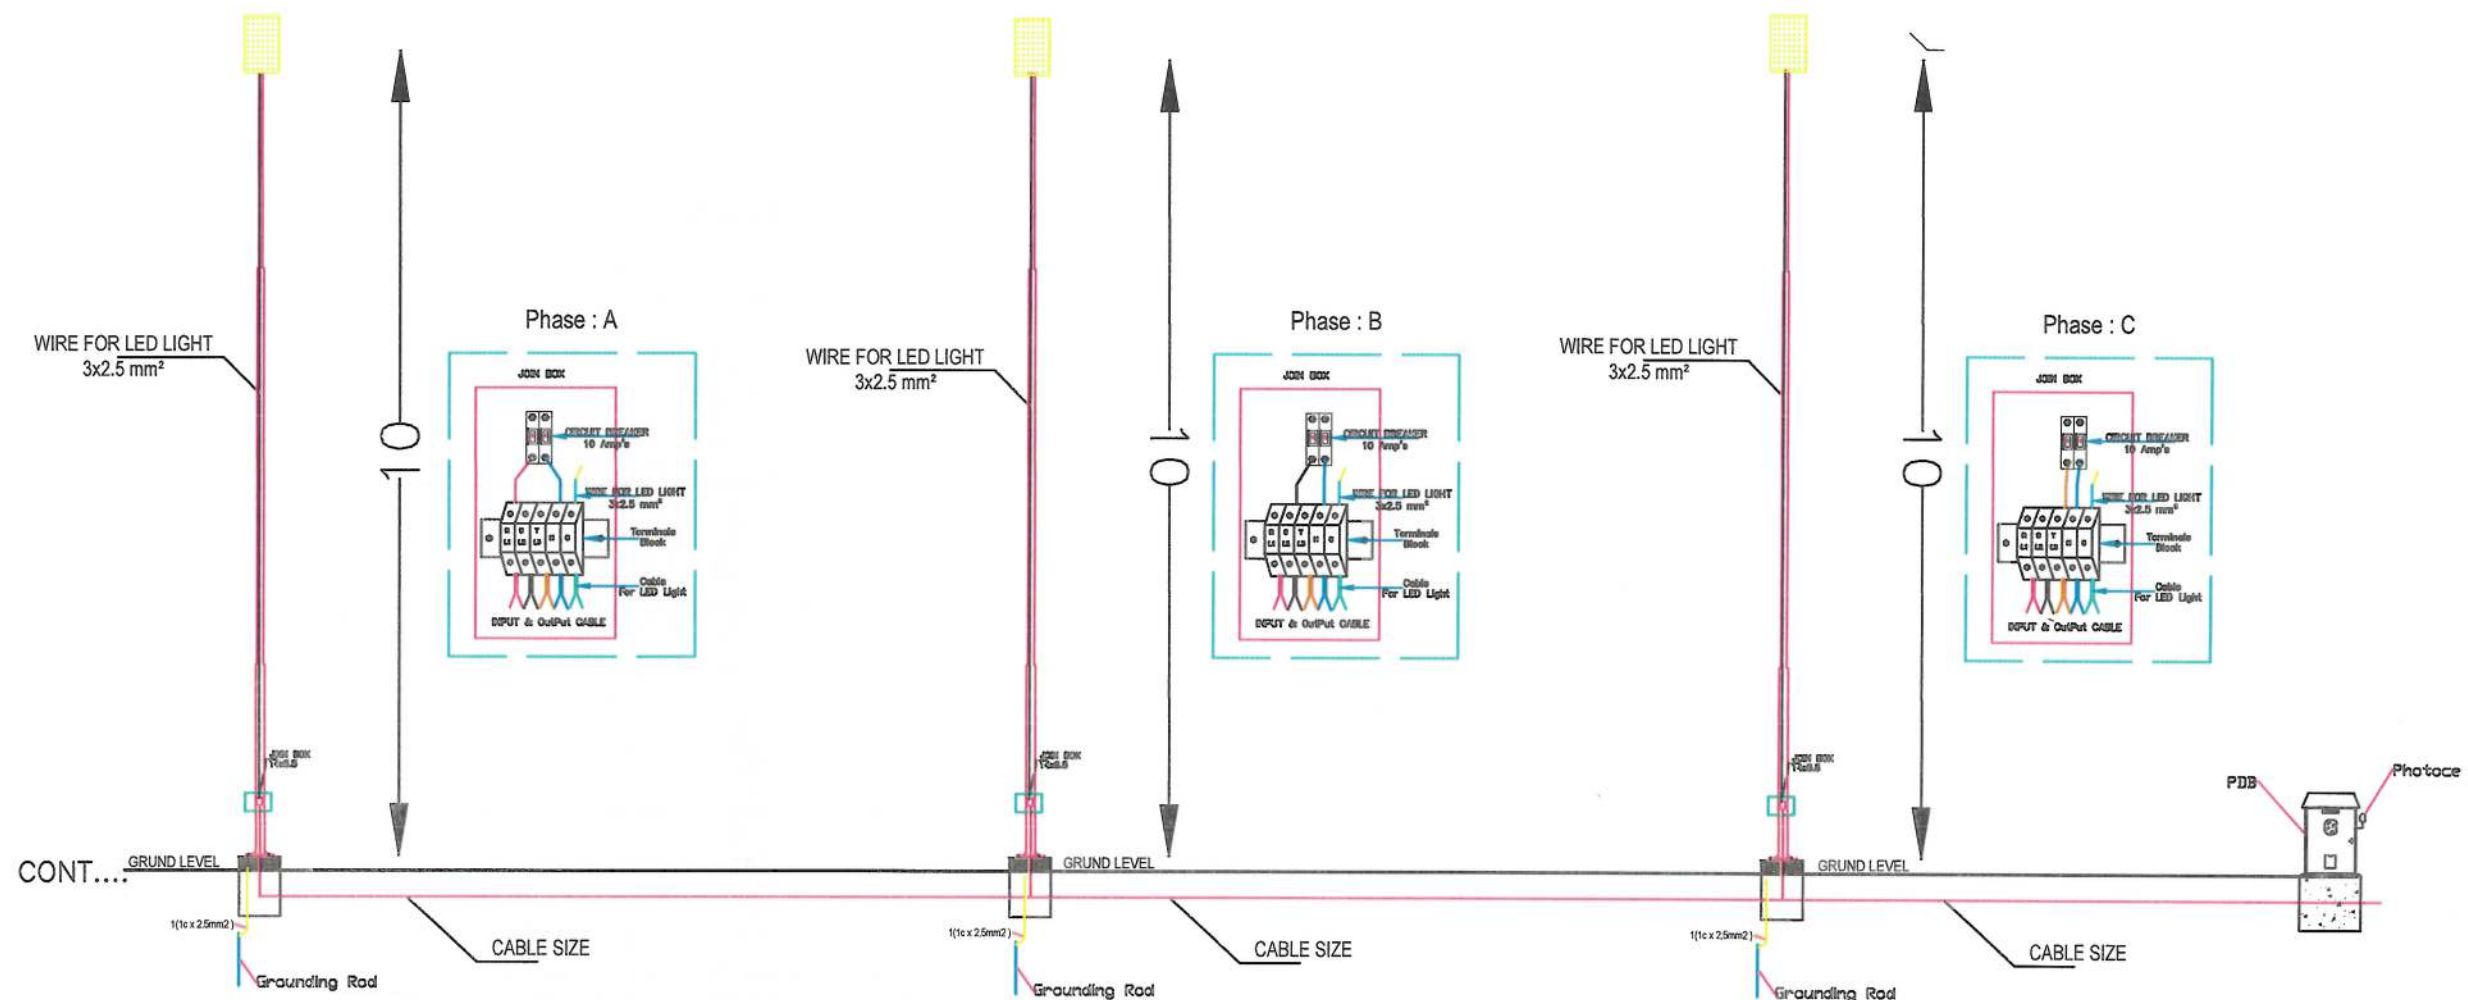 Phase : A
WIRE FOR LED LIGHT
3x2.5 mm²
10
JOIN BOX
CIRCUIT BREAKER
10 Amp's
WIRE FOR LED LIGHT
3x2.5 mm²
Terminals
Block
Cable
For LED Light
INPUT & OutPut CABLE
JOIN BOX
Phase : B
WIRE FOR LED LIGHT
3x2.5 mm²
10
JOIN BOX
CIRCUIT BREAKER
10 Amp's
WIRE FOR LED LIGHT
3x2.5 mm²
Terminals
Block
Cable
For LED Light
INPUT & OutPut CABLE
JOIN BOX
Phase : C
WIRE FOR LED LIGHT
3x2.5 mm²
10
JOIN BOX
CIRCUIT BREAKER
10 Amp's
WIRE FOR LED LIGHT
3x2.5 mm²
Terminals
Block
Cable
For LED Light
INPUT & OutPut CABLE
JOIN BOX
PDB
Photoce
CONT....
GRUND LEVEL
GRUND LEVEL
GRUND LEVEL
1(1c x 2.5mm2 )
CABLE SIZE
Grounding Rod
1(1c x 2.5mm2 )
CABLE SIZE
Grounding Rod
1(1c x 2.5mm2 )
CABLE SIZE
Grounding Rod